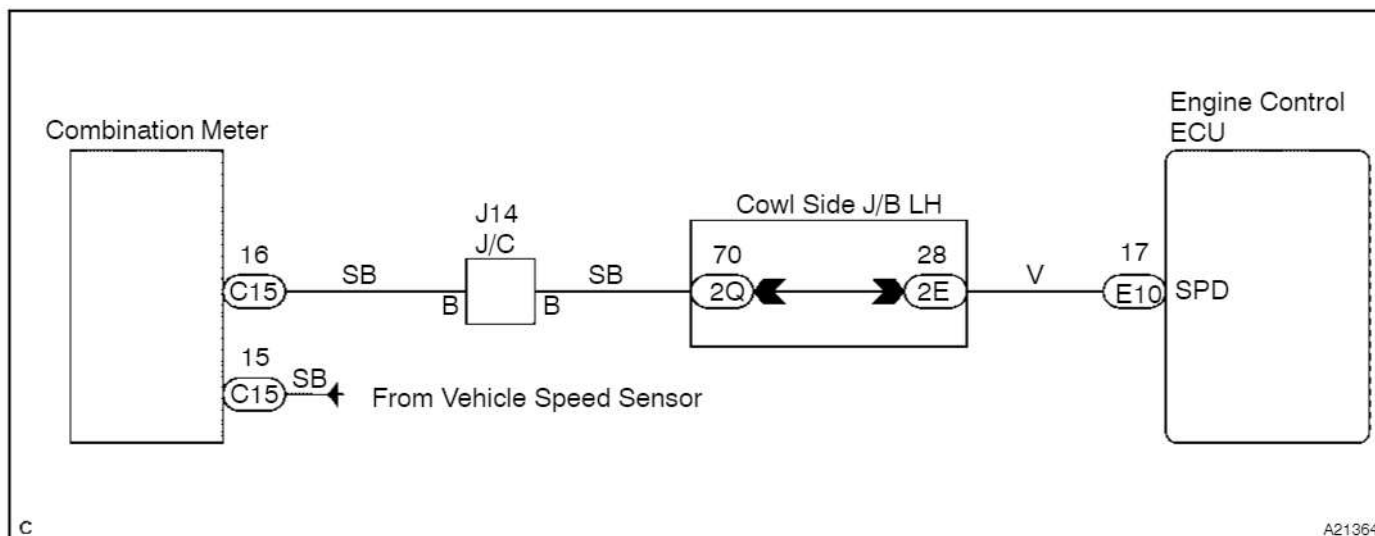 Engine Control
ECU
Combination Meter
Cowl Side J/B LH
J14
J/C
16
C15
SB
B
B
SB
70
2Q
28
2E
V
17
E10
SPD
15
C15
SB
From Vehicle Speed Sensor
C
A21364